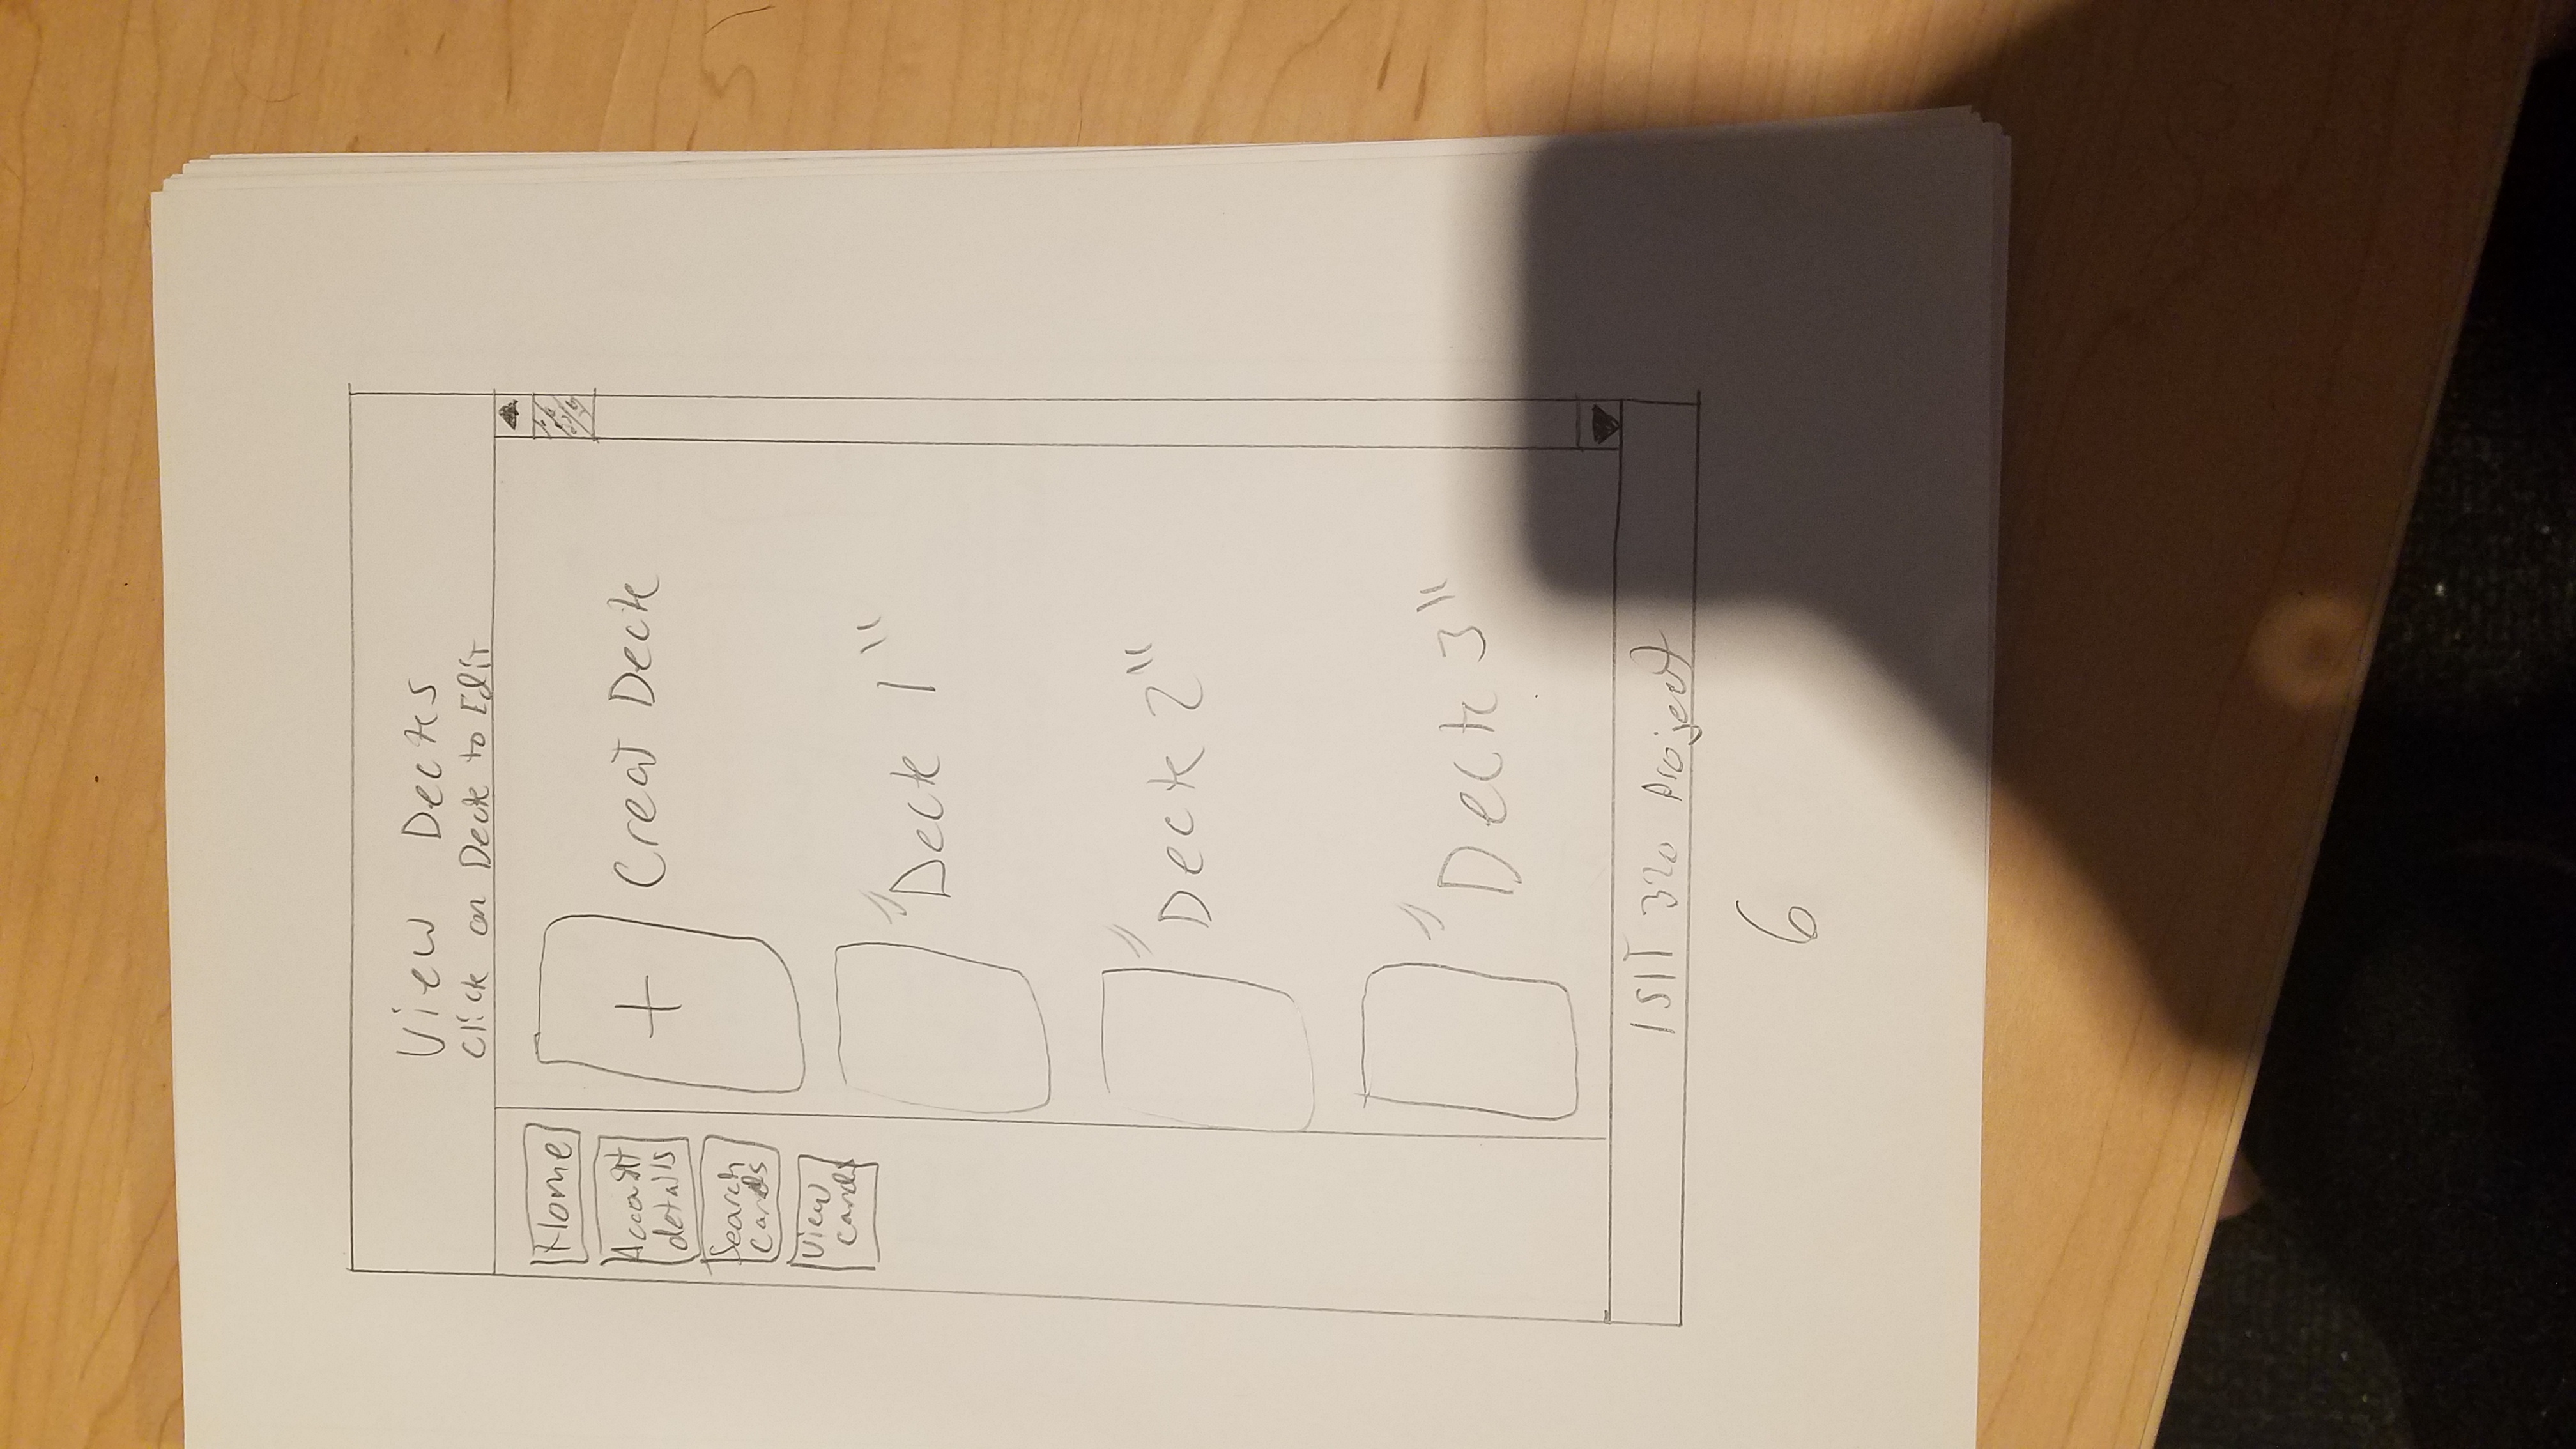 View Decks
Click on Deck to Edit
Home
Account
details
Search
Cards
View
Cards
+ Creat Deck
"Deck 1"
"Deck 2"
"Deck 3"
ISIT 320 Project
6